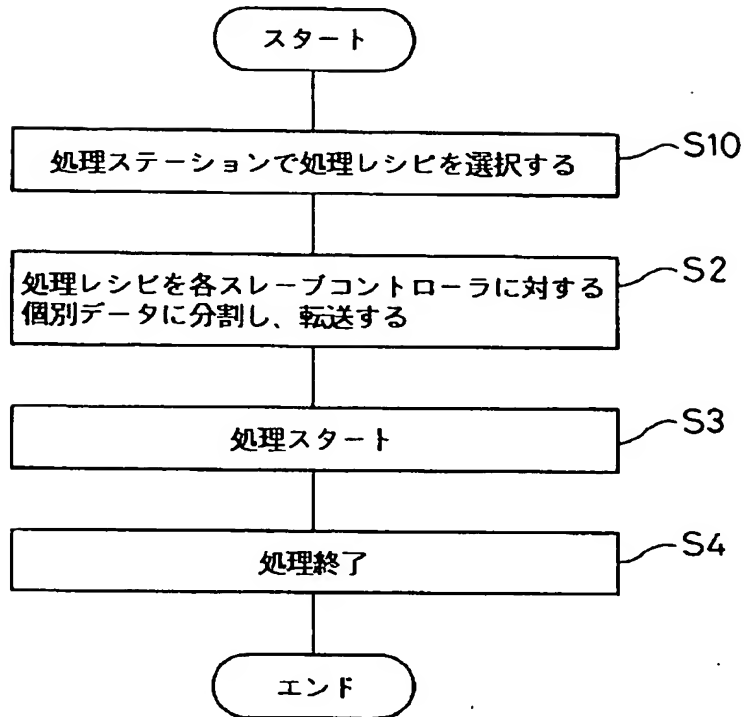 スタート
処理ステーションで処理レシピを選択する
S10
処理レシピを各スレーブコントローラに対する
個別データに分割し、転送する
S2
処理スタート
S3
処理終了
S4
エンド